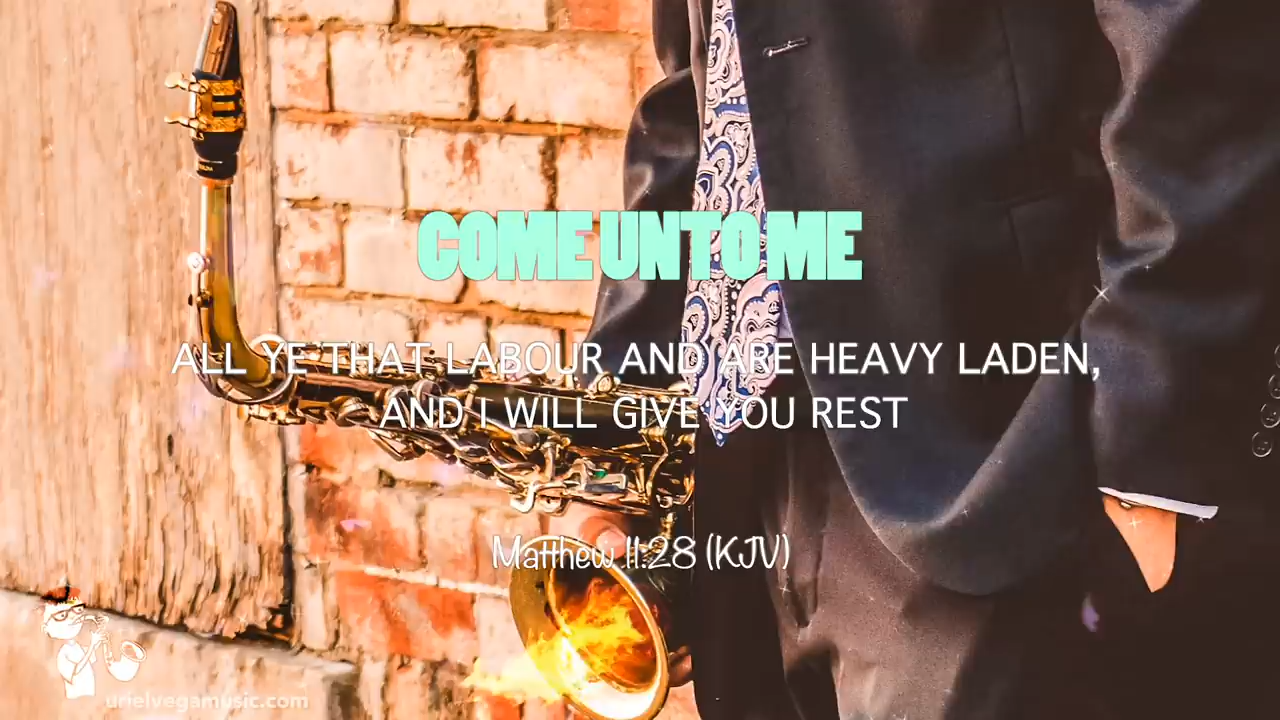 COME UNTO ME
ALL YE THAT LABOUR AND ARE HEAVY LADEN,
AND I WILL GIVE YOU REST
Matthew 11:28 (KJV)
urielvegamusic.com